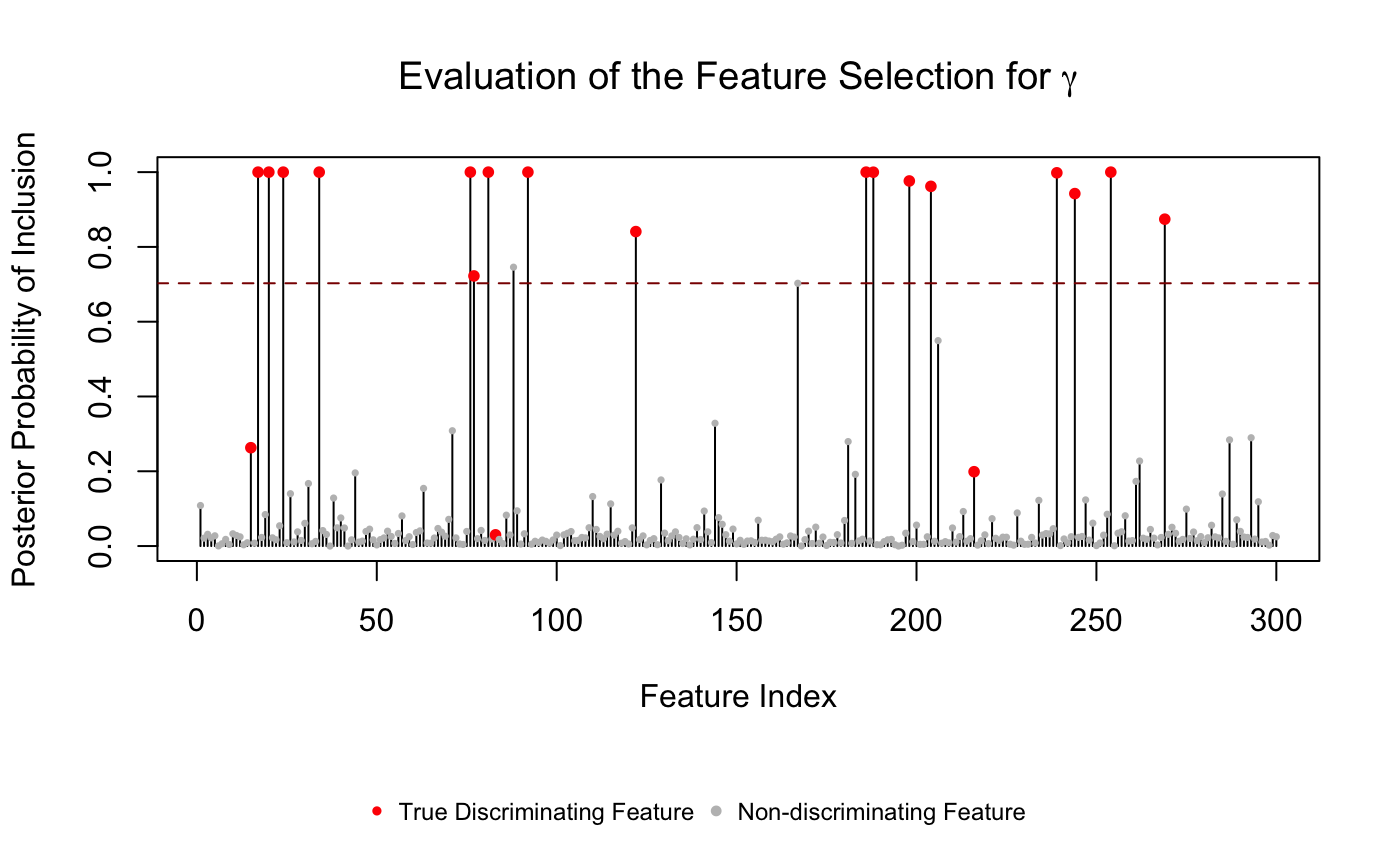 Evaluation of the Feature Selection for γ
Posterior Probability of Inclusion
1.0
0.8
0.6
0.4
0.2
0.0
0 50 100 150 200 250 300
Feature Index
True Discriminating Feature Non-discriminating Feature